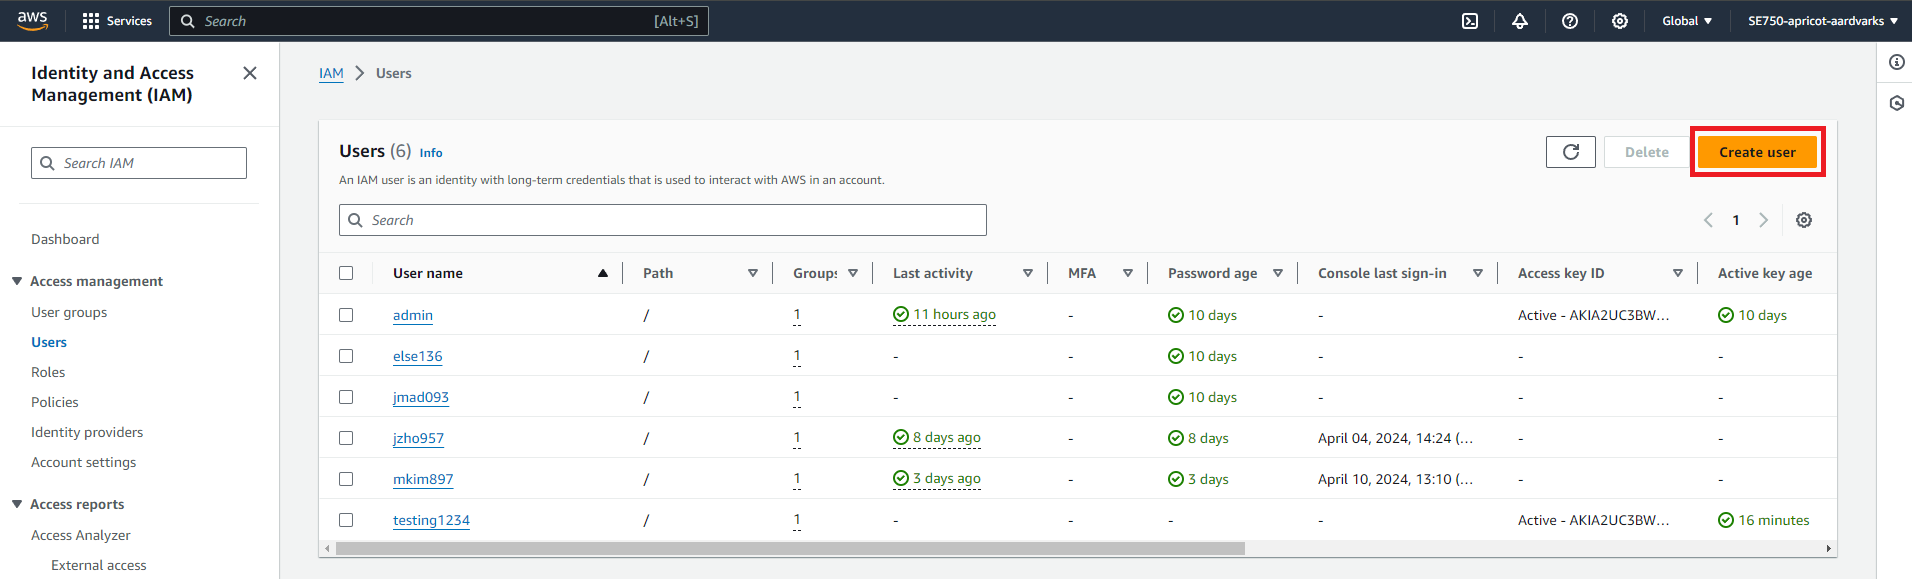 aws Services Search [Alt+S] Global SE750-apricot-aardvarks
Identity and Access
Management (IAM)
Search IAM
Dashboard
Access management
User groups
Users
Roles
Policies
Identity providers
Account settings
Access reports
Access Analyzer
External access
IAM Users
Users (6) Info
Delete Create user
An IAM user is an identity with long-term credentials that is used to interact with AWS in an account.
Search
1
User name Path Groups Last activity MFA Password age Console last sign-in Access key ID Active key age
admin / 1 11 hours ago - 10 days - Active - AKIA2UC3BW... 10 days
else136 / 1 - - 10 days - - -
jmad093 / 1 - - 10 days - - -
jzho957 / 1 8 days ago - 8 days April 04, 2024, 14:24 (... - -
mkim897 / 1 3 days ago - 3 days April 10, 2024, 13:10 (... - -
testing1234 / 1 - - - - Active - AKIA2UC3BW... 16 minutes